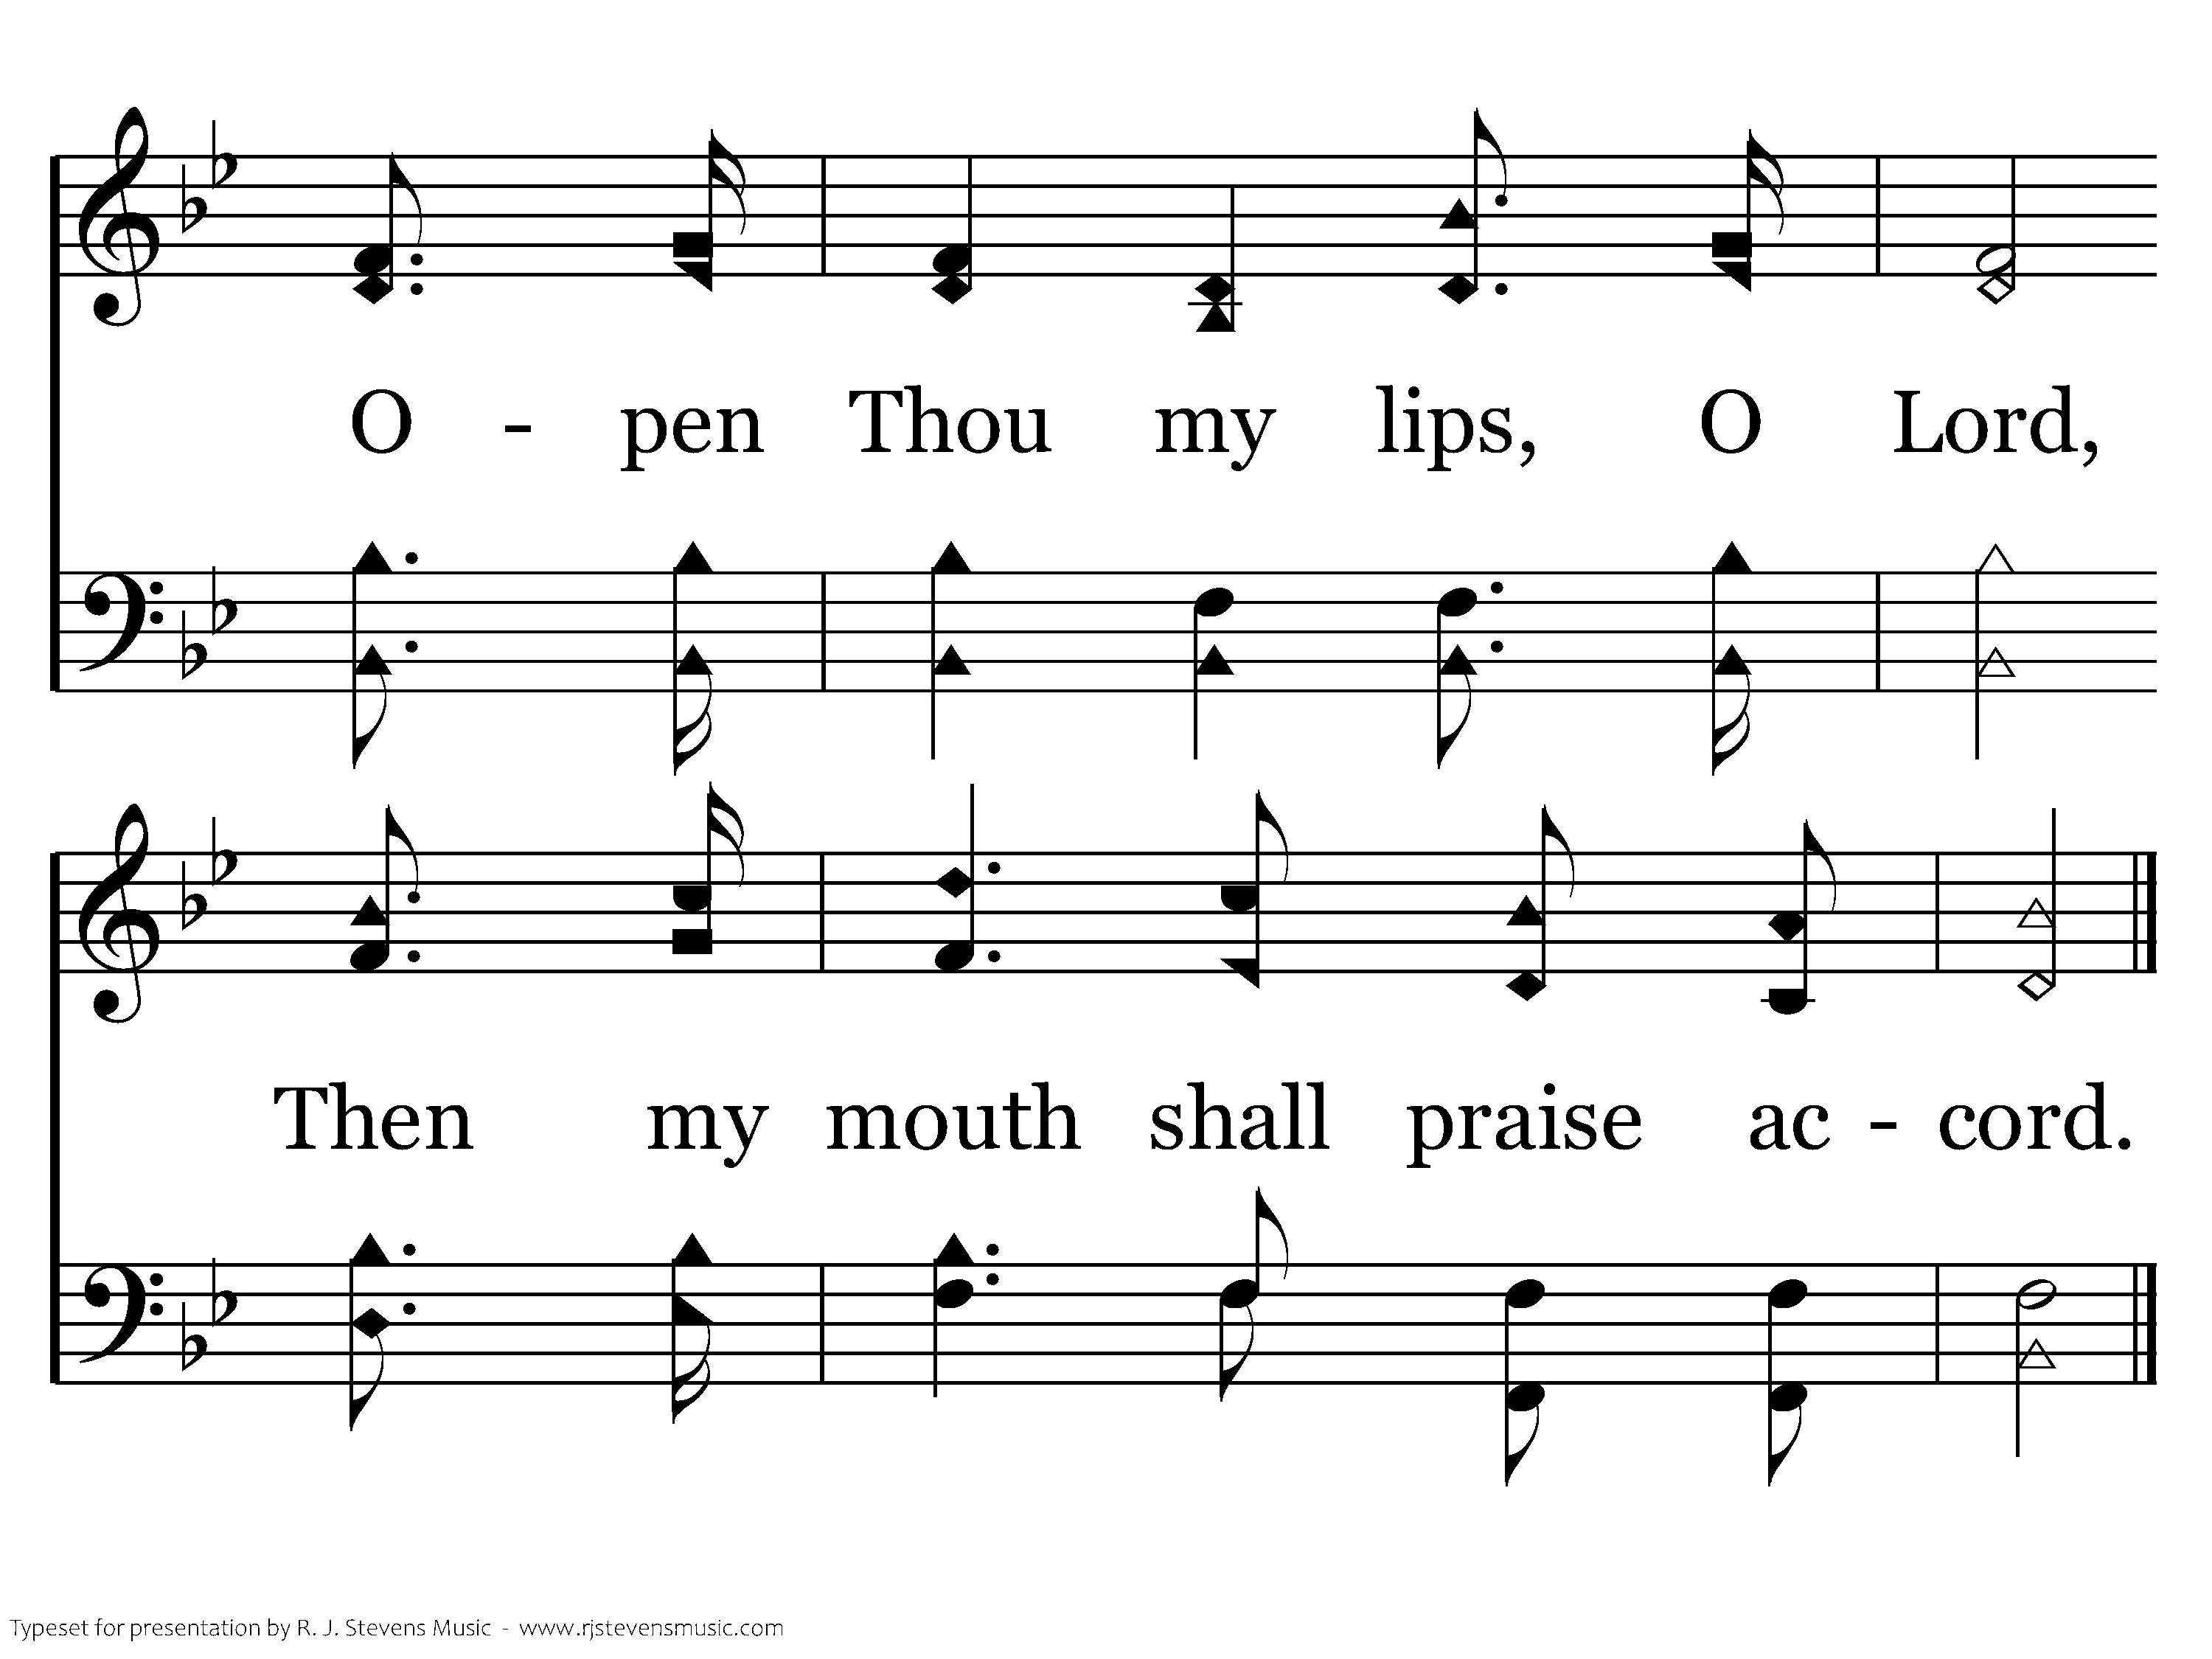 O - pen Thou my lips, O Lord,
Then my mouth shall praise ac - cord.
Typeset for presentation by R. J. Stevens Music - www.rjstevensmusic.com